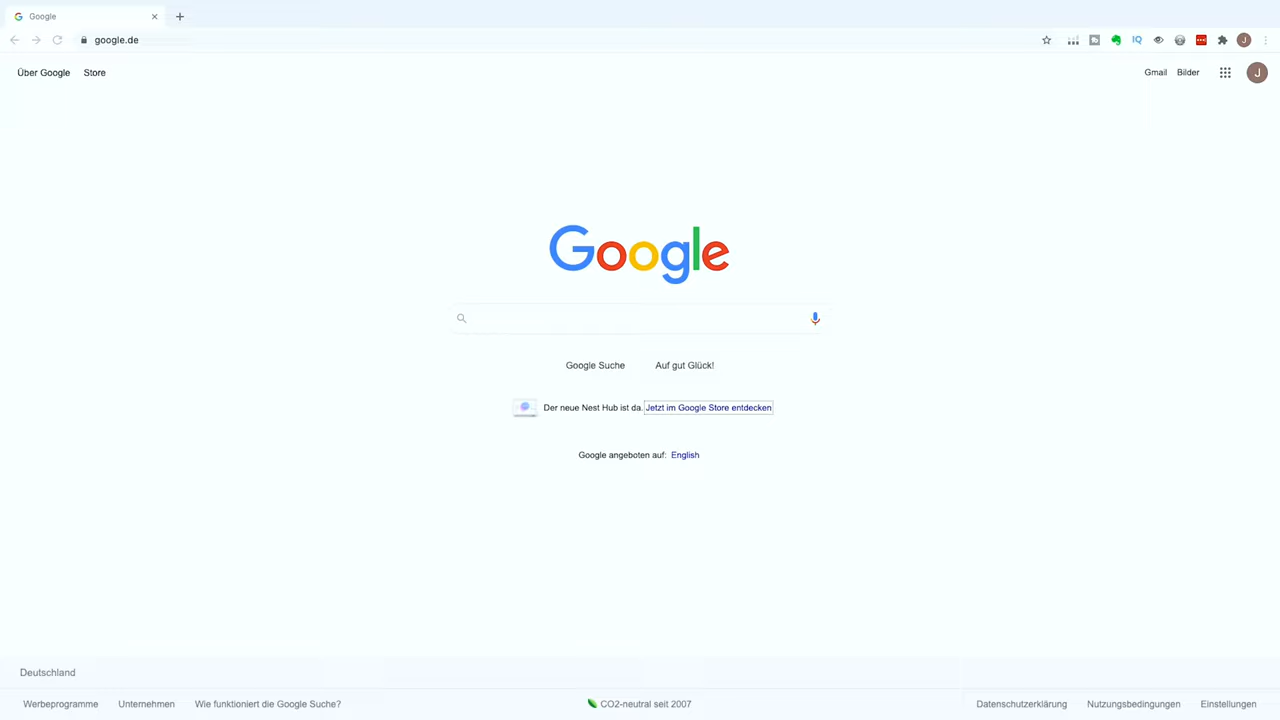 Google
google.de
IQ
J
Über Google Store
Gmail Bilder
J
Google
Google Suche Auf gut Glück!
Der neue Nest Hub ist da. Jetzt im Google Store entdecken
Google angeboten auf: English
Deutschland
Werbeprogramme Unternehmen Wie funktioniert die Google Suche?
CO2-neutral seit 2007
Datenschutzerklärung Nutzungsbedingungen Einstellungen